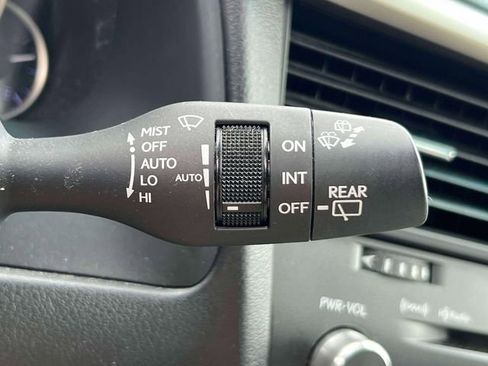 MIST
OFF
AUTO
LO
HI
AUTO
ON
INT
OFF
REAR
PWR•VOL